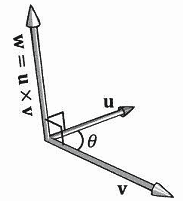 w = u × v
u
θ
v